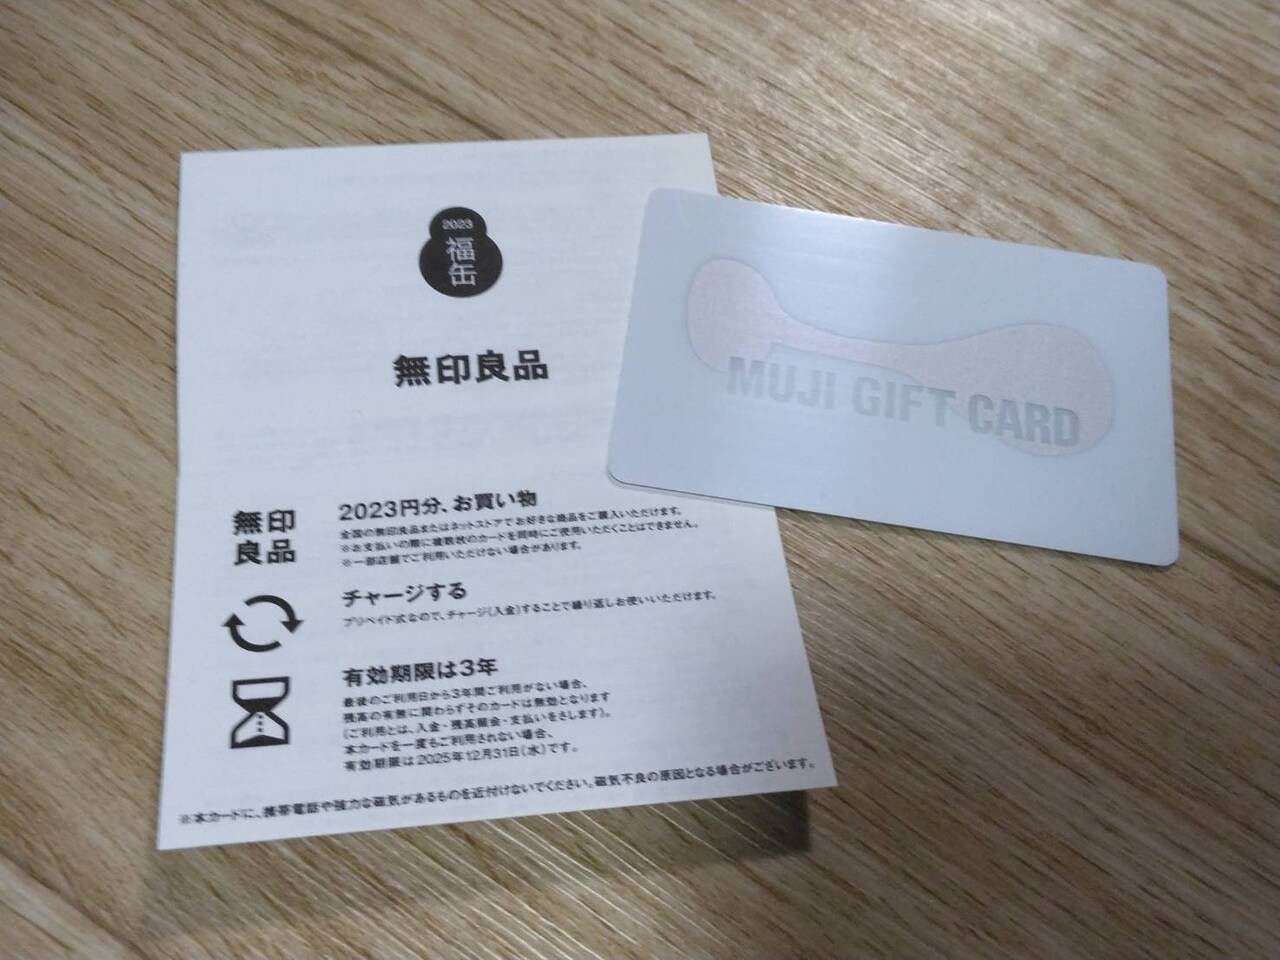 2023
福
缶
無印良品
無印
良品
2023円分、お買い物
全国の無印良品またはネットストアでお好きな商品をご購入いただけます。
※お支払いの際に複数枚のカードを同時にご使用いただくことはできません。
※一部店舗でご利用いただけない場合があります。
チャージする
プリペイド式なので、チャージ(入金)することで繰り返しお使いいただけます。
有効期限は3年
最後のご利用日から3年間ご利用がない場合、
残高の有無に関わらずそのカードは無効となります
(ご利用とは、入金・残高照会・支払いをさします)。
本カードを一度もご利用されない場合、
有効期限は2025年12月31日(水)です。
※本カードに、携帯電話や強力な磁気があるものを近付けないでください。磁気不良の原因となる場合がございます。
MUJI GIFT CARD